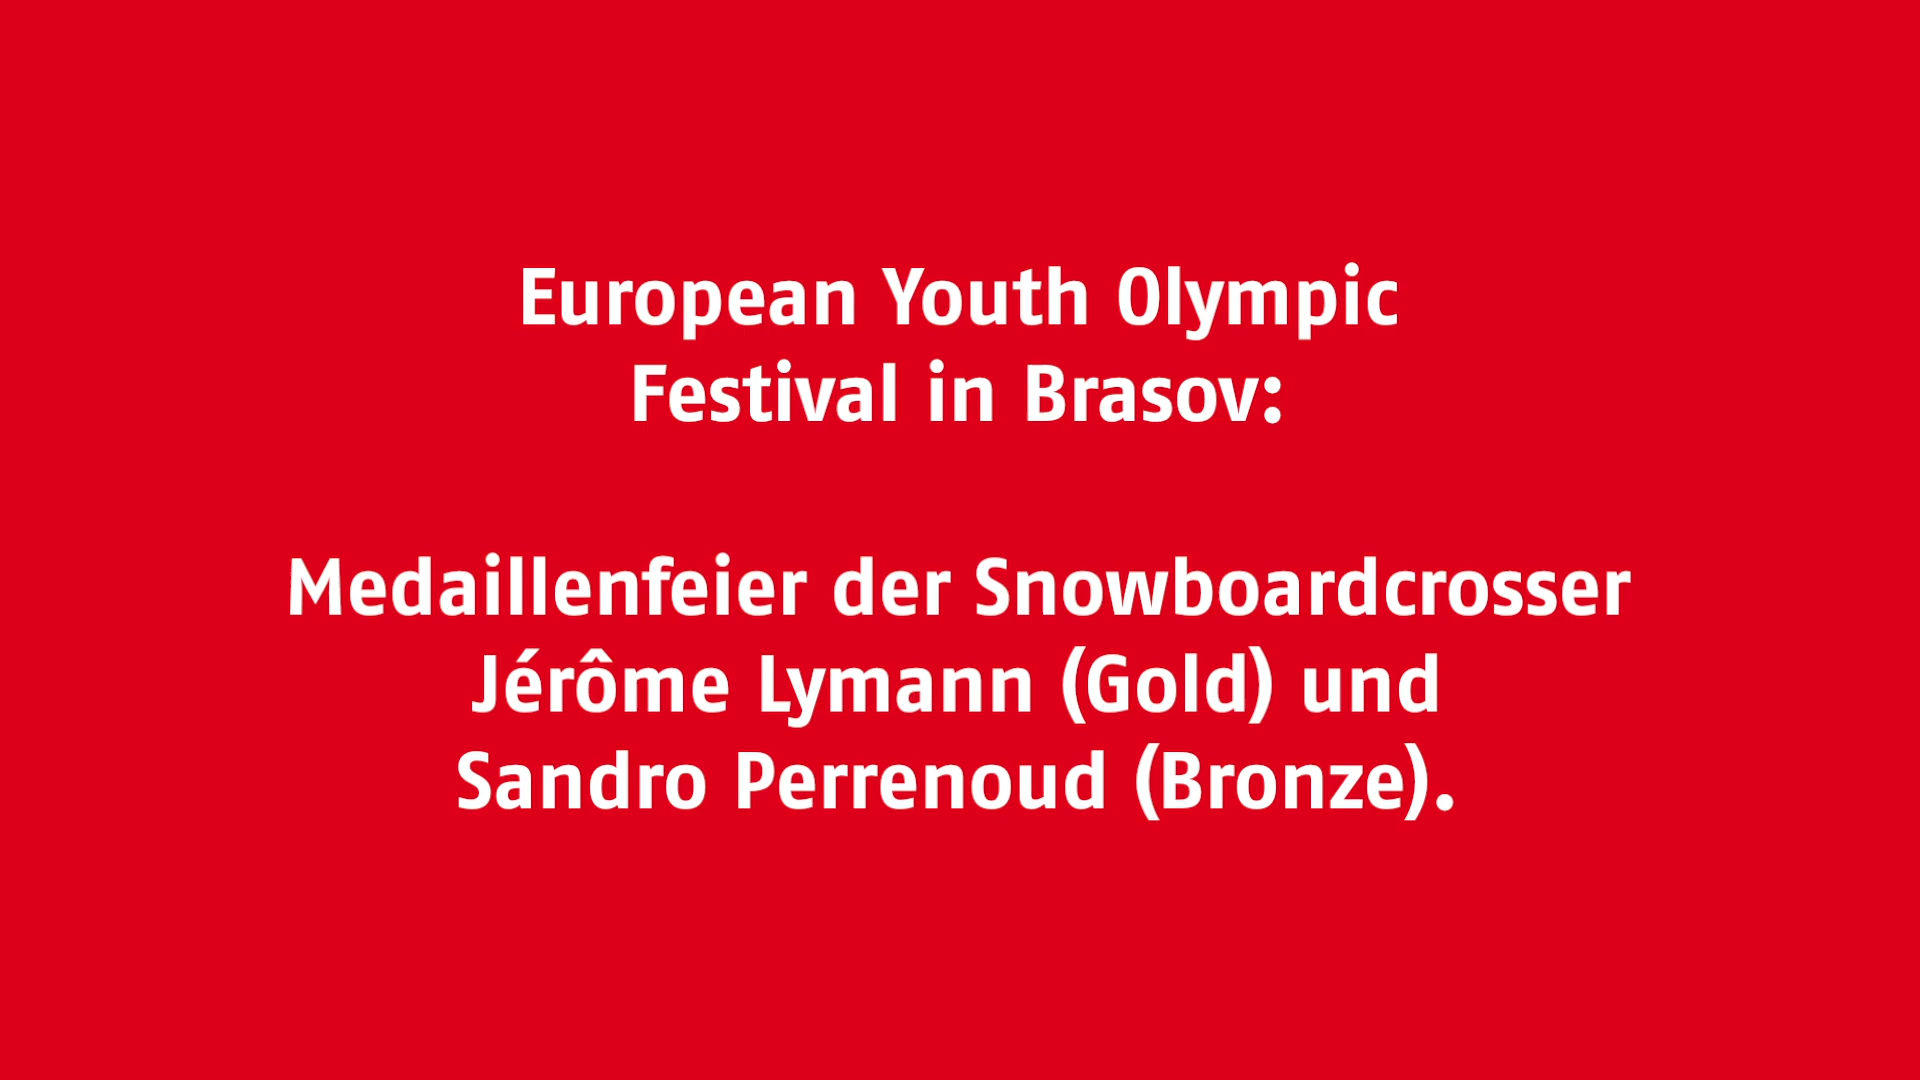 European Youth Olympic
Festival in Brasov:
Medaillenfeier der Snowboardcrosser
Jérôme Lymann (Gold) und
Sandro Perrenoud (Bronze).